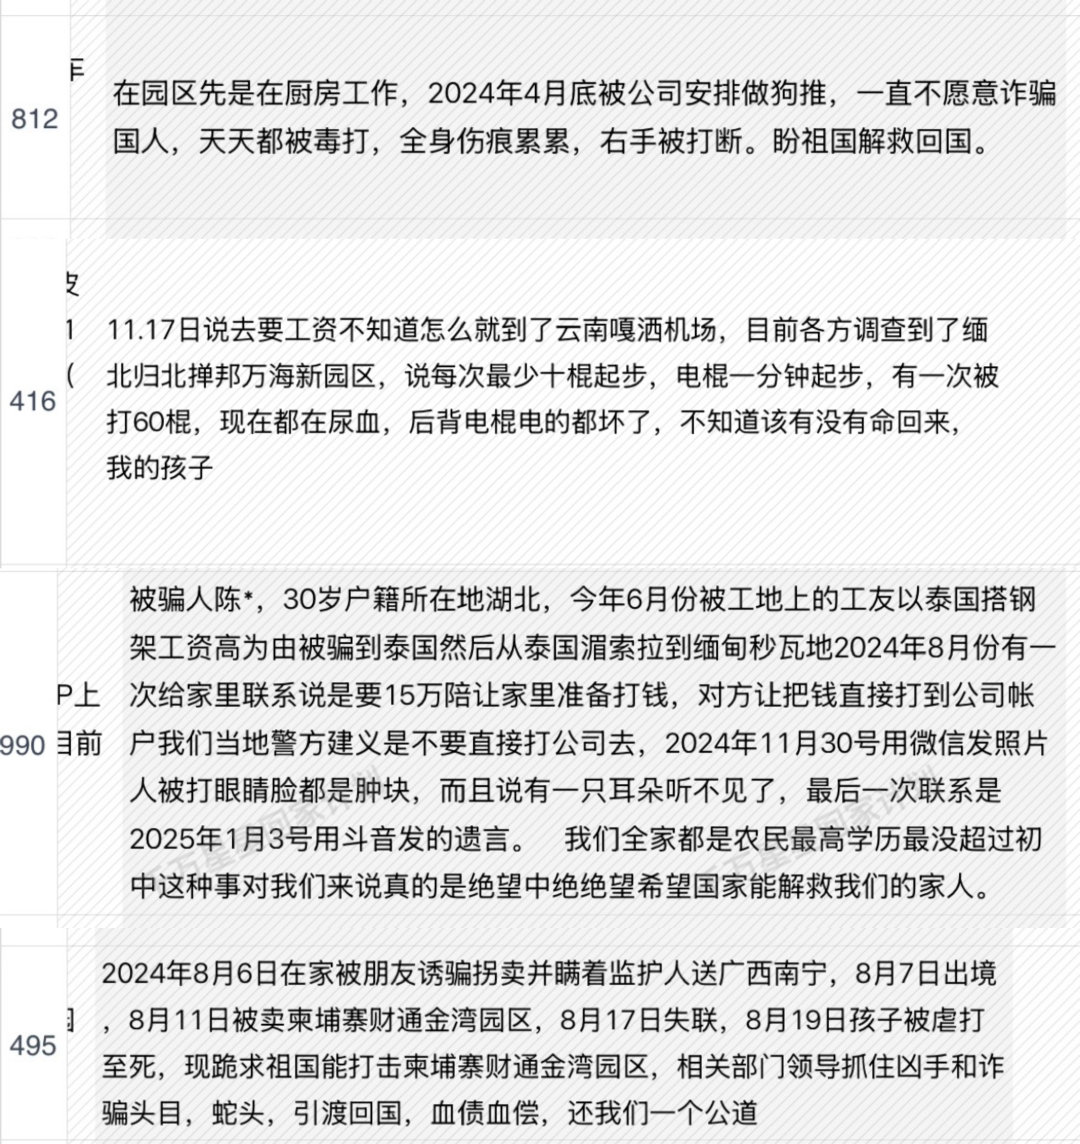 812
在园区先是在厨房工作，2024年4月底被公司安排做狗推，一直不愿意诈骗
国人，天天都被毒打，全身伤痕累累，右手被打断。盼祖国解救回国。
1
(
416
11.17日说去要工资不知道怎么就到了云南嘎洒机场，目前各方调查到了缅
北归北掸邦万海新园区，说每次最少十棍起步，电棍一分钟起步，有一次被
打60棍，现在都在尿血，后背电棍电的都坏了，不知道该有没有命回来，
我的孩子
990
P上
目前
被骗人陈*，30岁户籍所在地湖北，今年6月份被工地上的工友以泰国搭钢
架工资高为由被骗到泰国然后从泰国湄索拉到缅甸秒瓦地2024年8月份有一
次给家里联系说是要15万陪让家里准备打钱，对方让把钱直接打到公司帐
户我们当地警方建义是不要直接打公司去，2024年11月30号用微信发照片
人被打眼睛脸都是肿块，而且说有一只耳朵听不见了，最后一次联系是
2025年1月3号用斗音发的遗言。 我们全家都是农民最高学历最没超过初
中这种事对我们来说真的是绝望中绝绝望希望国家能解救我们的家人。
495
2024年8月6日在家被朋友诱骗拐卖并瞒着监护人送广西南宁，8月7日出境
，8月11日被卖柬埔寨财通金湾园区，8月17日失联，8月19日孩子被虐打
至死，现跪求祖国能打击柬埔寨财通金湾园区，相关部门领导抓住凶手和诈
骗头目，蛇头，引渡回国，血债血偿，还我们一个公道